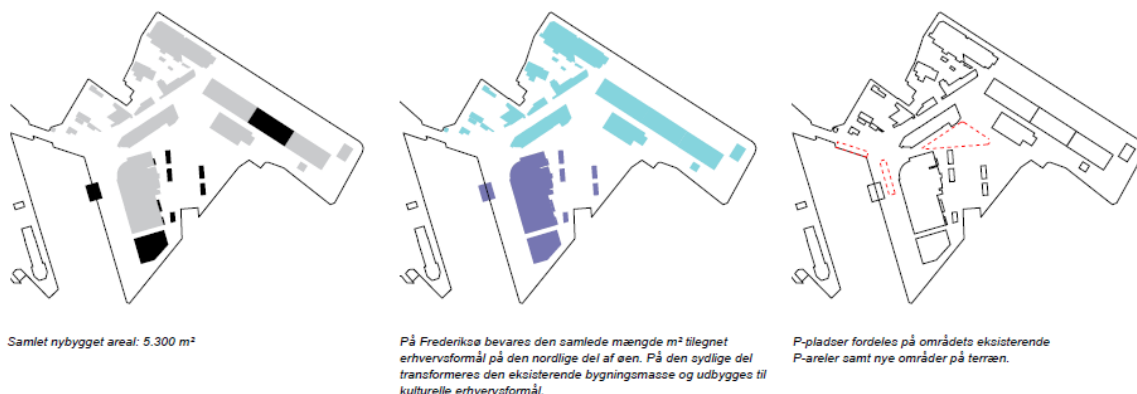 Samlet nybygget areal: 5.300 m²
På Frederiksø bevares den samlede mængde m² tilegnet
erhvervsformål på den nordlige del af øen. På den sydlige del
transformeres den eksisterende bygningsmasse og udbygges til
kulturelle erhvervsformål.
P-pladser fordeles på områdets eksisterende
P-arealer samt nye områder på terræn.